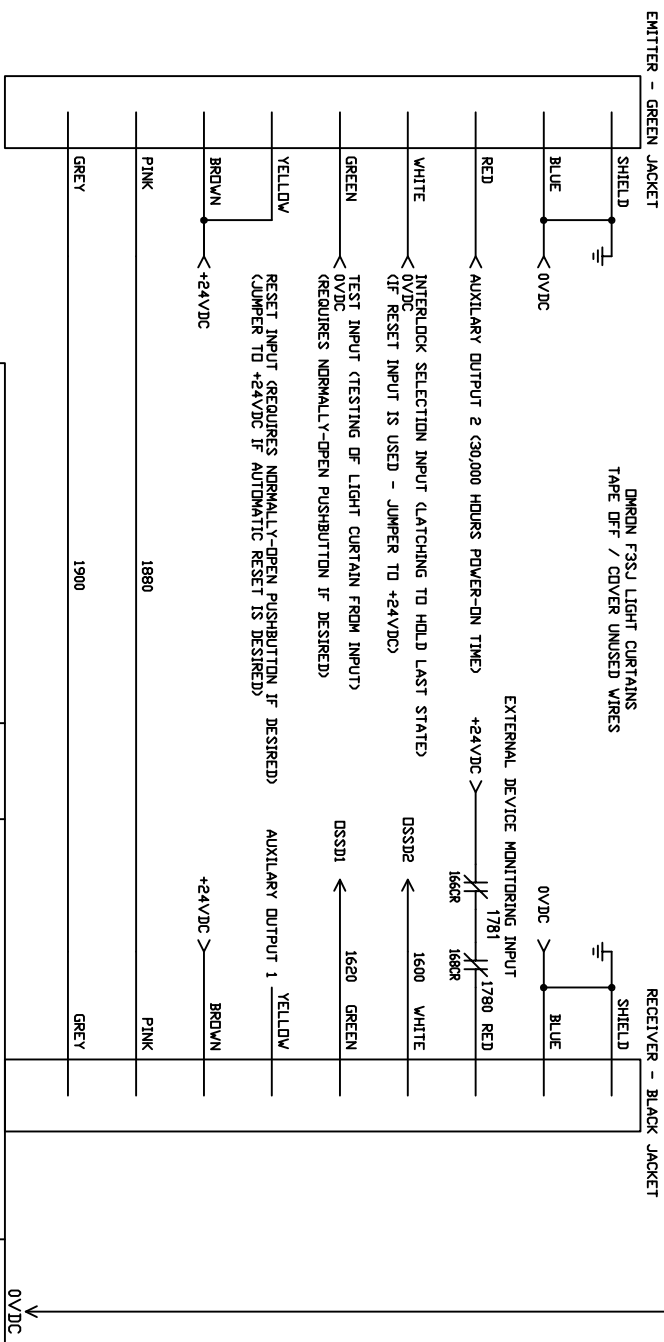 EMITTER - GREEN JACKET
RECEIVER - BLACK JACKET
OMRON F3SJ LIGHT CURTAINS
TAPE OFF / COVER UNUSED WIRES
SHIELD
SHIELD
BLUE
0VDC
0VDC
BLUE
EXTERNAL DEVICE MONITORING INPUT
RED
AUXILARY OUTPUT 2 (30,000 HOURS POWER-ON TIME)
+24VDC
1781
1780
RED
166CR
168CR
WHITE
INTERLOCK SELECTION INPUT (LATCHING TO HOLD LAST STATE)
0VDC
(IF RESET INPUT IS USED - JUMPER TO +24VDC)
OSSD2
1600
WHITE
GREEN
TEST INPUT (TESTING OF LIGHT CURTAIN FROM INPUT)
0VDC
(REQUIRES NORMALLY-OPEN PUSHBUTTON IF DESIRED)
OSSD1
1620
GREEN
YELLOW
RESET INPUT (REQUIRES NORMALLY-OPEN PUSHBUTTON IF DESIRED)
(JUMPER TO +24VDC IF AUTOMATIC RESET IS DESIRED)
AUXILARY OUTPUT 1
YELLOW
BROWN
+24VDC
+24VDC
BROWN
PINK
1880
PINK
GREY
1900
GREY
0VDC